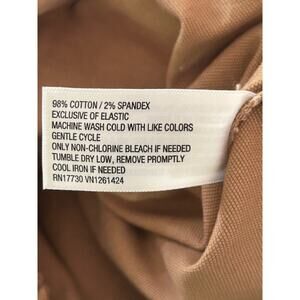 98% COTTON / 2% SPANDEX
EXCLUSIVE OF ELASTIC
MACHINE WASH COLD WITH LIKE COLORS
GENTLE CYCLE
ONLY NON-CHLORINE BLEACH IF NEEDED
TUMBLE DRY LOW, REMOVE PROMPTLY
COOL IRON IF NEEDED
RN17730 VN1261424